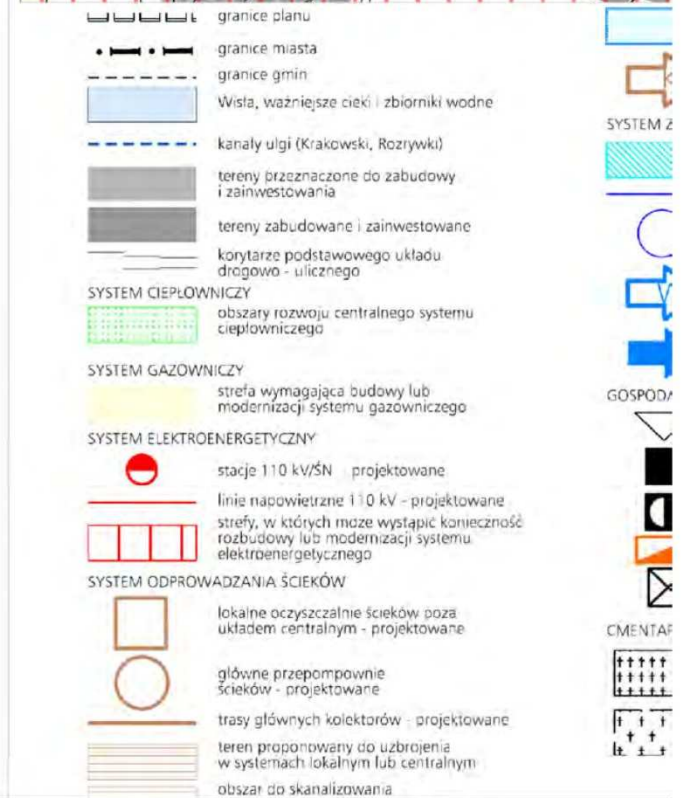 granice planu
granice miasta
granice gmin
Wisła, ważniejsze cieki i zbiorniki wodne
kanały ulgi (Krakowski, Rozrywki)
tereny przeznaczone do zabudowy
i zainwestowania
tereny zabudowane i zainwestowane
korytarze podstawowego układu
drogowo - ulicznego
SYSTEM CIEPŁOWNICZY
obszary rozwoju centralnego systemu
ciepłowniczego
SYSTEM GAZOWNICZY
strefa wymagająca budowy lub
modernizacji systemu gazowniczego
SYSTEM ELEKTROENERGETYCZNY
stacje 110 kV/ŚN - projektowane
linie napowietrzne 110 kV - projektowane
strefy, w których może wystąpić konieczność
rozbudowy lub modernizacji systemu
elektroenergetycznego
SYSTEM ODPROWADZANIA ŚCIEKÓW
lokalne oczyszczalnie ścieków poza
układem centralnym - projektowane
główne przepompownie
ścieków - projektowane
trasy głównych kolektorów - projektowane
teren proponowany do uzbrojenia
w systemach lokalnym lub centralnym
obszar do skanalizowania
SYSTEM Z
GOSPODA
CMENTAR